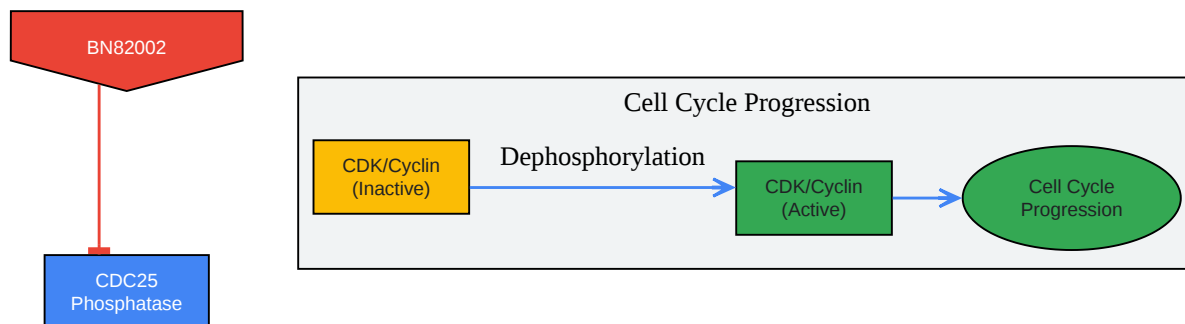 BN82002
Cell Cycle Progression
CDK/Cyclin
(Inactive)
Dephosphorylation
CDK/Cyclin
(Active)
Cell Cycle
Progression
CDC25
Phosphatase